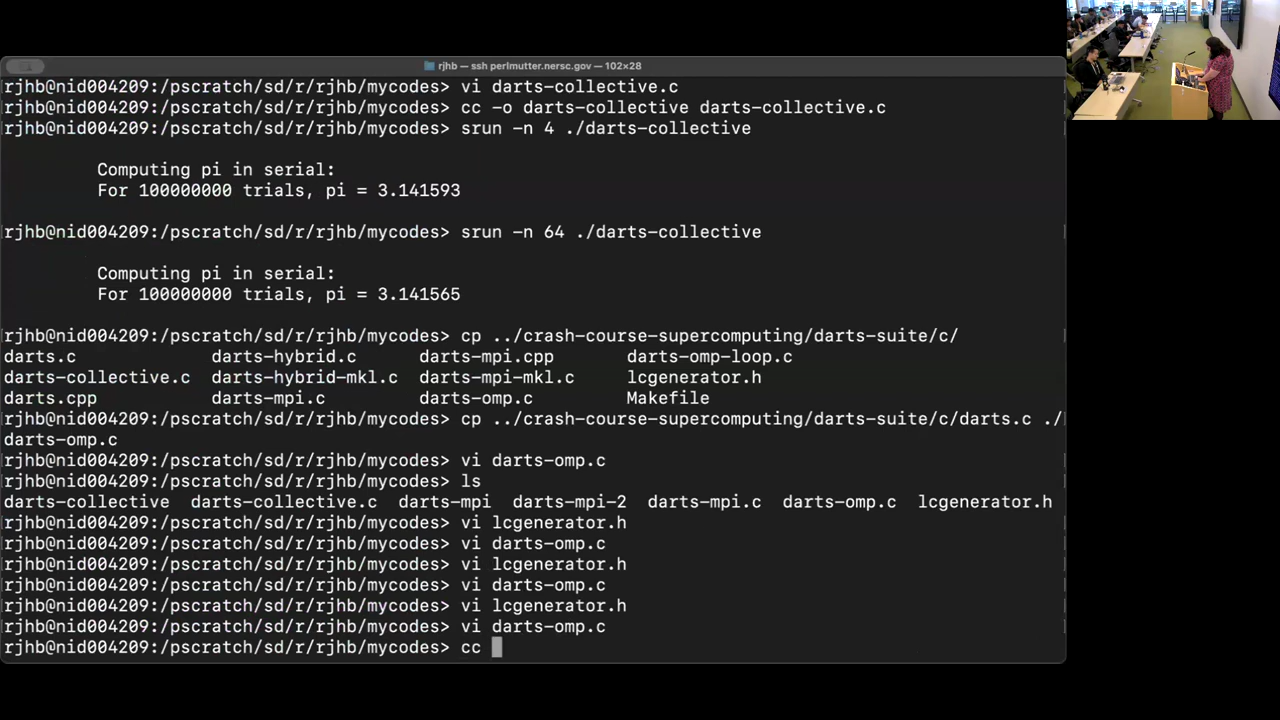 rjhb — ssh perlmutter.nersc.gov — 102×28
rjhb@nid004209:/pscratch/sd/r/rjhb/mycodes> vi darts-collective.c
rjhb@nid004209:/pscratch/sd/r/rjhb/mycodes> cc -o darts-collective darts-collective.c
rjhb@nid004209:/pscratch/sd/r/rjhb/mycodes> srun -n 4 ./darts-collective
Computing pi in serial:
For 100000000 trials, pi = 3.141593
rjhb@nid004209:/pscratch/sd/r/rjhb/mycodes> srun -n 64 ./darts-collective
Computing pi in serial:
For 100000000 trials, pi = 3.141565
rjhb@nid004209:/pscratch/sd/r/rjhb/mycodes> cp ../crash-course-supercomputing/darts-suite/c/
darts.c darts-hybrid.c darts-mpi.cpp darts-omp-loop.c
darts-collective.c darts-hybrid-mkl.c darts-mpi-mkl.c lcgenerator.h
darts.cpp darts-mpi.c darts-omp.c Makefile
rjhb@nid004209:/pscratch/sd/r/rjhb/mycodes> cp ../crash-course-supercomputing/darts-suite/c/darts.c ./
darts-omp.c
rjhb@nid004209:/pscratch/sd/r/rjhb/mycodes> vi darts-omp.c
rjhb@nid004209:/pscratch/sd/r/rjhb/mycodes> ls
darts-collective darts-collective.c darts-mpi darts-mpi-2 darts-mpi.c darts-omp.c lcgenerator.h
rjhb@nid004209:/pscratch/sd/r/rjhb/mycodes> vi lcgenerator.h
rjhb@nid004209:/pscratch/sd/r/rjhb/mycodes> vi darts-omp.c
rjhb@nid004209:/pscratch/sd/r/rjhb/mycodes> vi lcgenerator.h
rjhb@nid004209:/pscratch/sd/r/rjhb/mycodes> vi darts-omp.c
rjhb@nid004209:/pscratch/sd/r/rjhb/mycodes> vi lcgenerator.h
rjhb@nid004209:/pscratch/sd/r/rjhb/mycodes> vi darts-omp.c
rjhb@nid004209:/pscratch/sd/r/rjhb/mycodes> cc